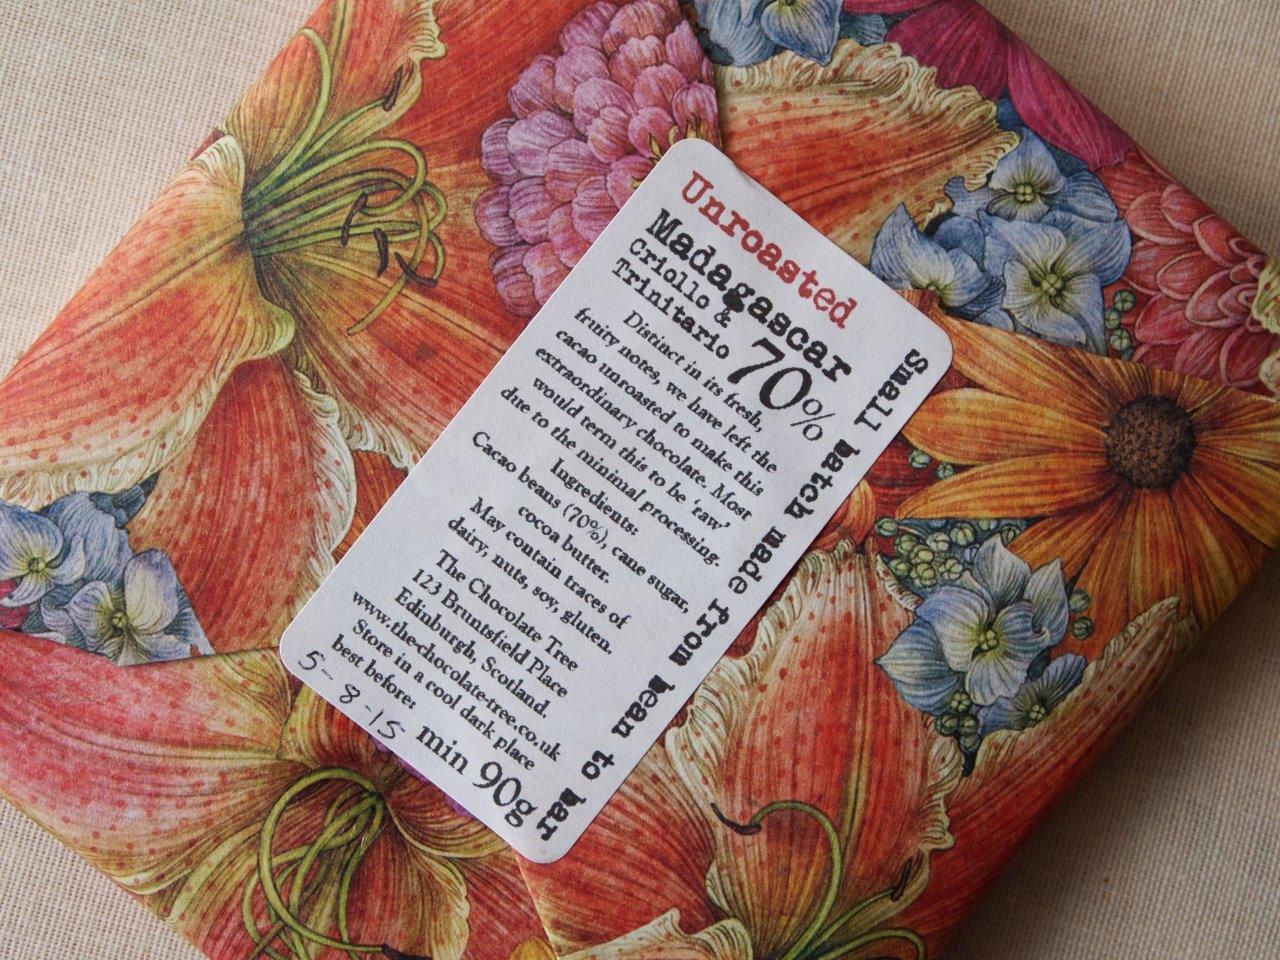 Unroasted
Madagascar
Criollo &
Trinitario 70%
Distinct in its fresh,
fruity notes, we have left the
cacao unroasted to make this
extraordinary chocolate. Most
would term this to be 'raw'
due to the minimal processing.
Ingredients:
Cacao beans (70%), cane sugar,
cocoa butter.
May contain traces of
dairy, nuts, soy, gluten.
The Chocolate Tree
123 Bruntsfield Place
Edinburgh, Scotland.
www.the-chocolate-tree.co.uk
Store in a cool dark place
best before:
5-8-15
min 90g
Small batch made from bean to bar